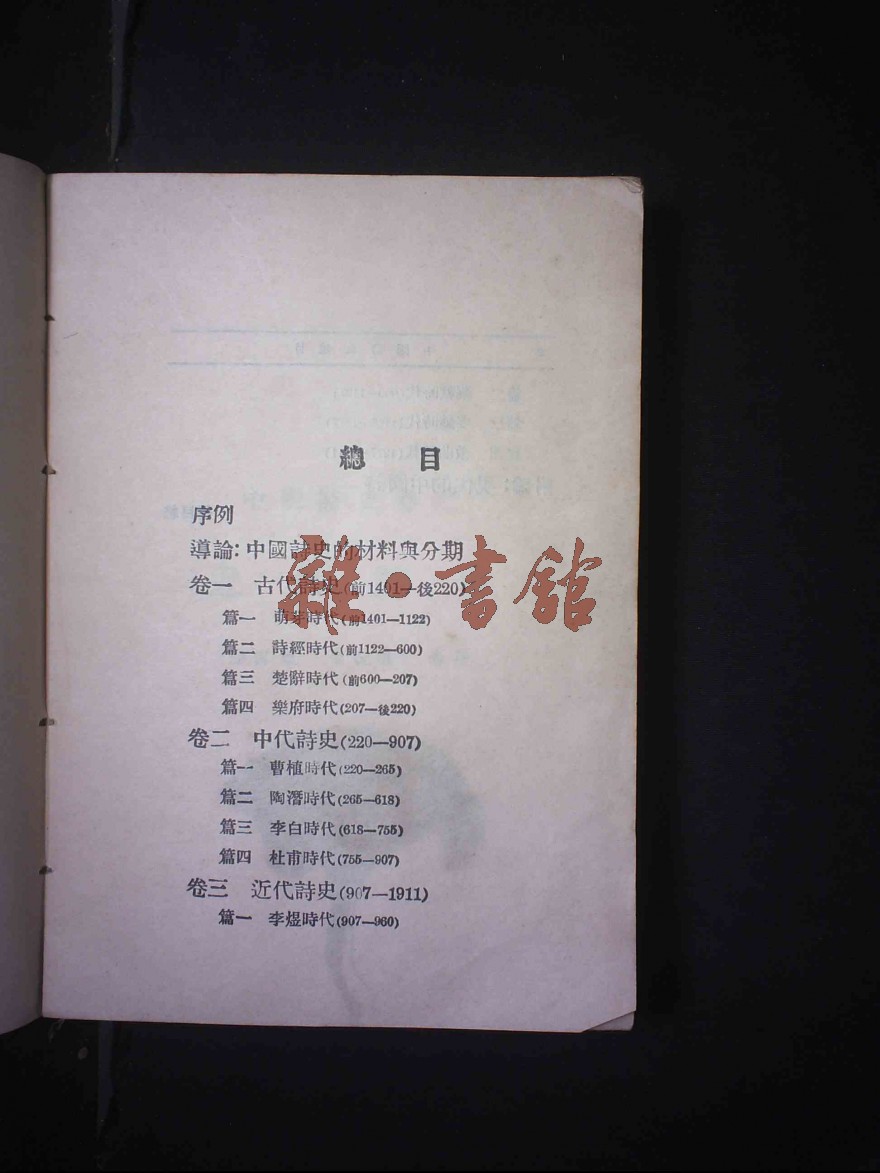 總目
序例
導論：中國詩史的材料與分期
卷一 古代詩史(前1401—後220)
篇一 萌芽時代(前1401—1122)
篇二 詩經時代(前1122—600)
篇三 楚辭時代(前600—207)
篇四 樂府時代(207—後220)
卷二 中代詩史(220—907)
篇一 曹植時代(220—265)
篇二 陶潛時代(265—618)
篇三 李白時代(618—755)
篇四 杜甫時代(755—907)
卷三 近代詩史(907—1911)
篇一 李煜時代(907—960)
雜·書館